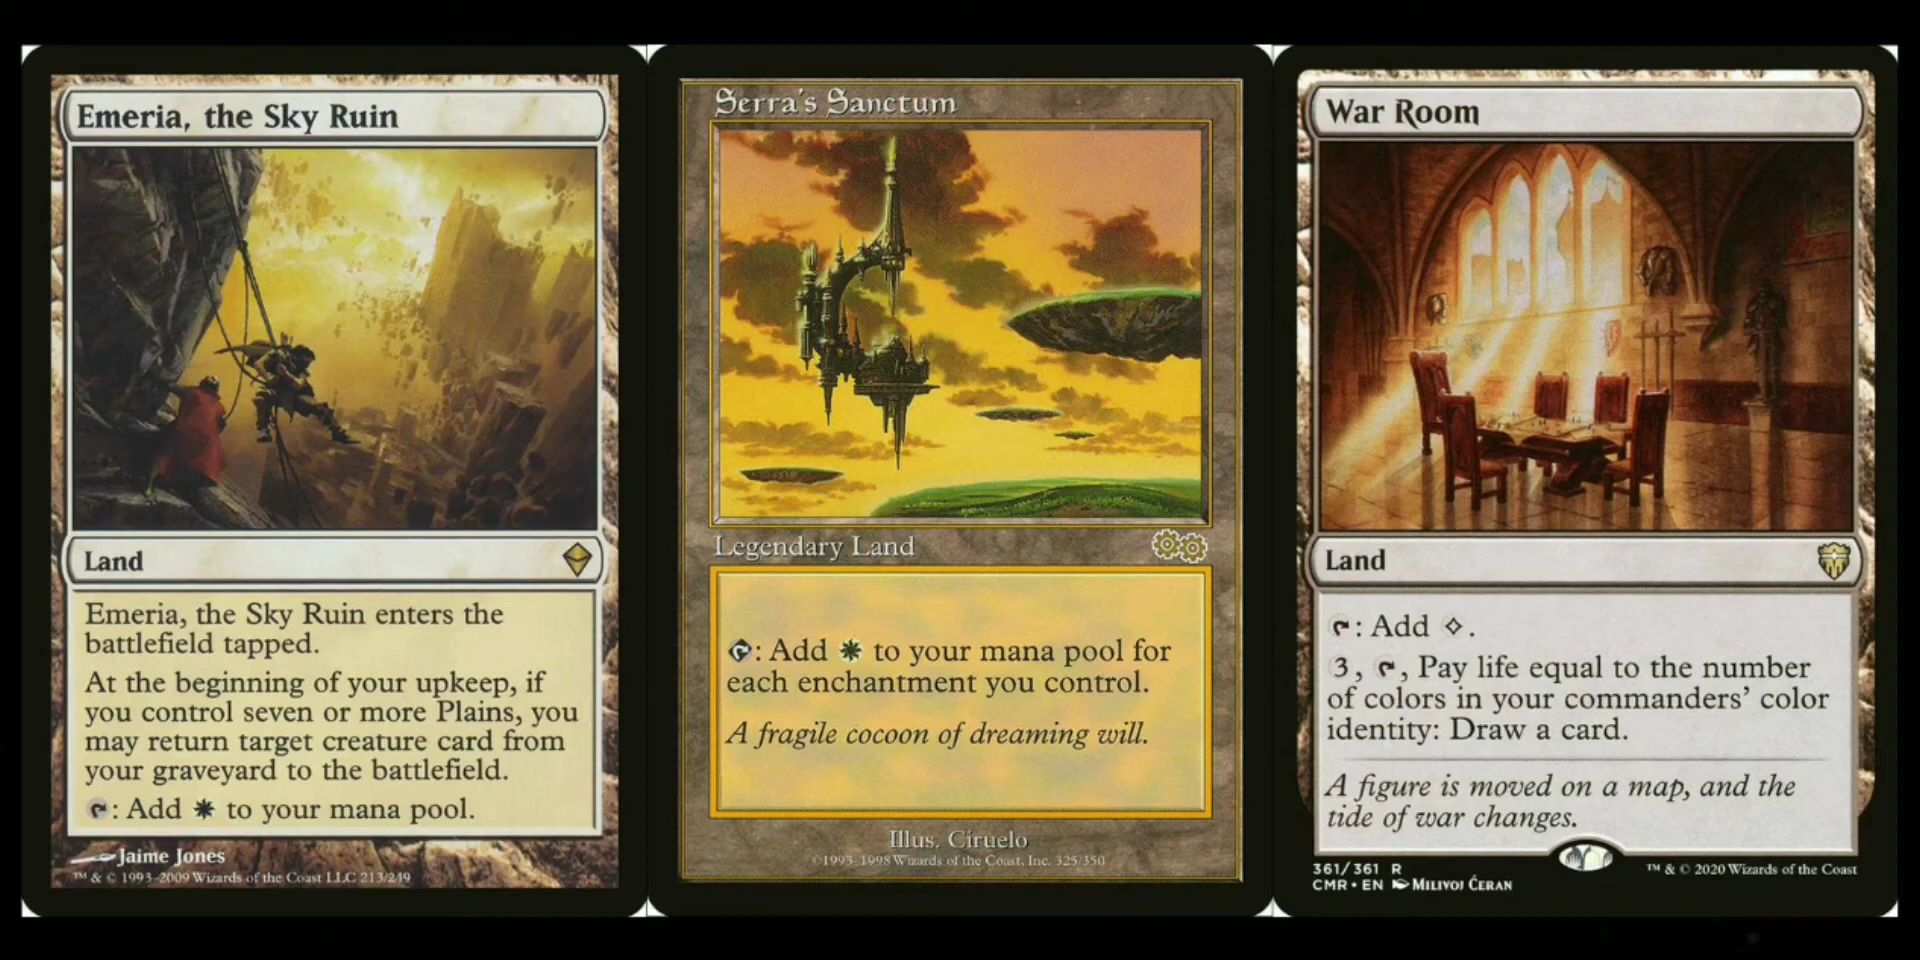 Emeria, the Sky Ruin
Land
Emeria, the Sky Ruin enters the
battlefield tapped.
At the beginning of your upkeep, if
you control seven or more Plains, you
may return target creature card from
your graveyard to the battlefield.
: Add to your mana pool.
Jaime Jones
™ & © 1993-2009 Wizards of the Coast LLC 213/249
Serra's Sanctum
Legendary Land
: Add to your mana pool for
each enchantment you control.
A fragile cocoon of dreaming will.
Illus. Ciruelo
©1993-1998 Wizards of the Coast, Inc. 325/350
War Room
Land
: Add .
3, , Pay life equal to the number
of colors in your commanders' color
identity: Draw a card.
A figure is moved on a map, and the
tide of war changes.
361/361 R
CMR • EN MILIVOJ ĆERAN
™ & © 2020 Wizards of the Coast